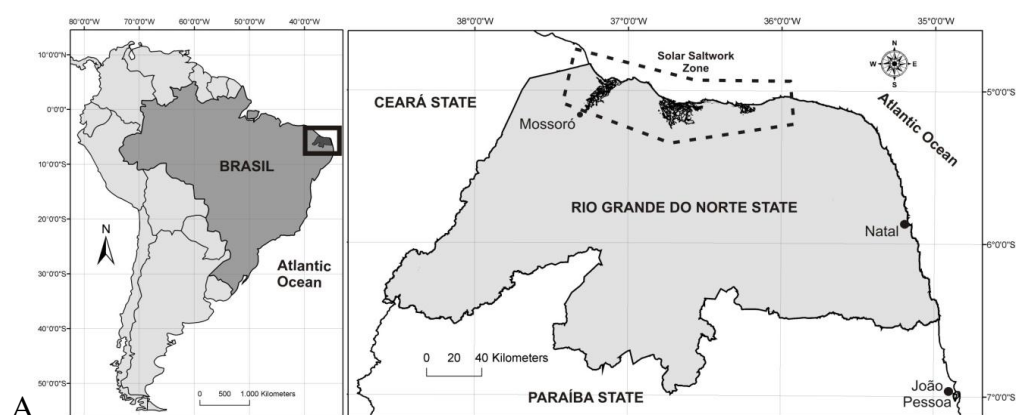 80°0'0"W
70°0'0"W
60°0'0"W
50°0'0"W
40°0'0"W
10°0'0"N
0°0'0"
10°0'0"S
20°0'0"S
30°0'0"S
40°0'0"S
50°0'0"S
BRASIL
N
Atlantic
Ocean
0 500 1.000 Kilometers
A
38°0'0"W
37°0'0"W
36°0'0"W
35°0'0"W
5°0'0"S
6°0'0"S
7°0'0"S
Solar Saltwork
Zone
N
W E
S
CEARÁ STATE
Mossoró
Atlantic Ocean
RIO GRANDE DO NORTE STATE
Natal
0 20 40 Kilometers
PARAÍBA STATE
João
Pessoa